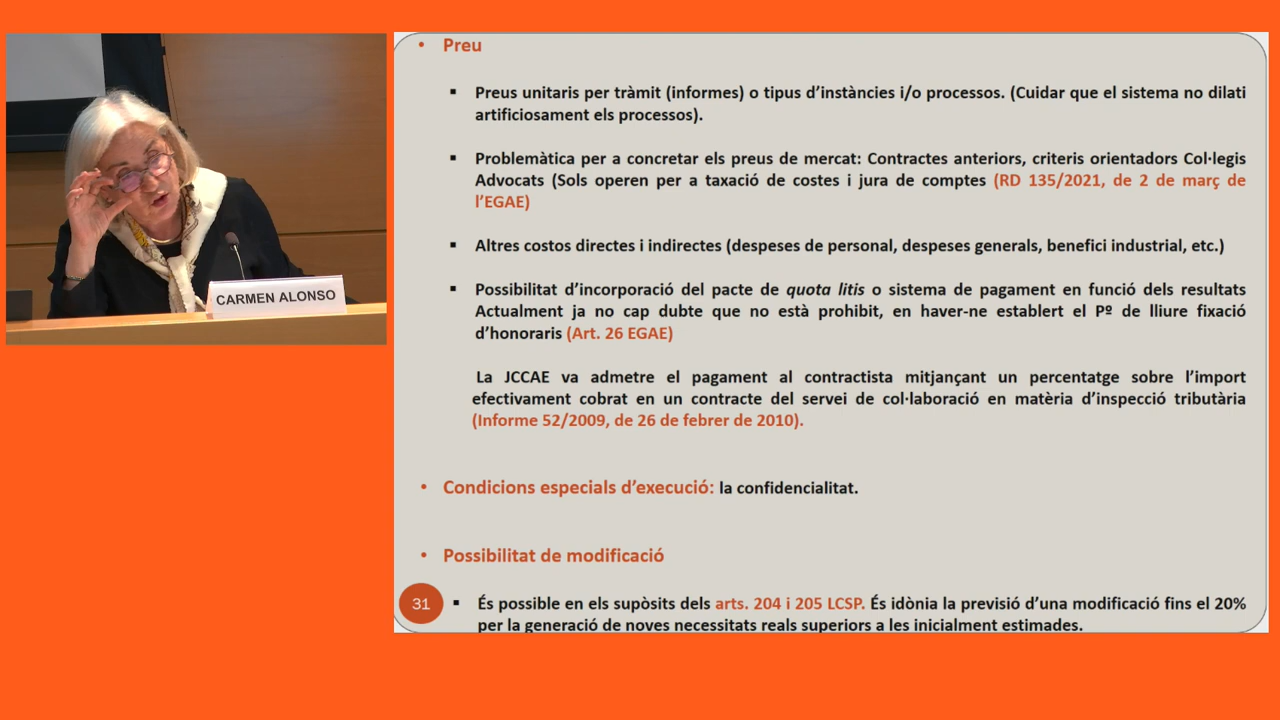 CARMEN ALONSO
• Preu
▪ Preus unitaris per tràmit (informes) o tipus d’instàncies i/o processos. (Cuidar que el sistema no dilati
artificiosament els processos).
▪ Problemàtica per a concretar els preus de mercat: Contractes anteriors, criteris orientadors Col·legis
Advocats (Sols operen per a taxació de costes i jura de comptes (RD 135/2021, de 2 de març de
l’EGAE)
▪ Altres costos directes i indirectes (despeses de personal, despeses generals, benefici industrial, etc.)
▪ Possibilitat d’incorporació del pacte de quota litis o sistema de pagament en funció dels resultats
Actualment ja no cap dubte que no està prohibit, en haver-ne establert el Pº de lliure fixació
d’honoraris (Art. 26 EGAE)
La JCCAE va admetre el pagament al contractista mitjançant un percentatge sobre l’import
efectivament cobrat en un contracte del servei de col·laboració en matèria d’inspecció tributària
(Informe 52/2009, de 26 de febrer de 2010).
• Condicions especials d’execució: la confidencialitat.
• Possibilitat de modificació
31
▪ És possible en els supòsits dels arts. 204 i 205 LCSP. És idònia la previsió d’una modificació fins el 20%
per la generació de noves necessitats reals superiors a les inicialment estimades.